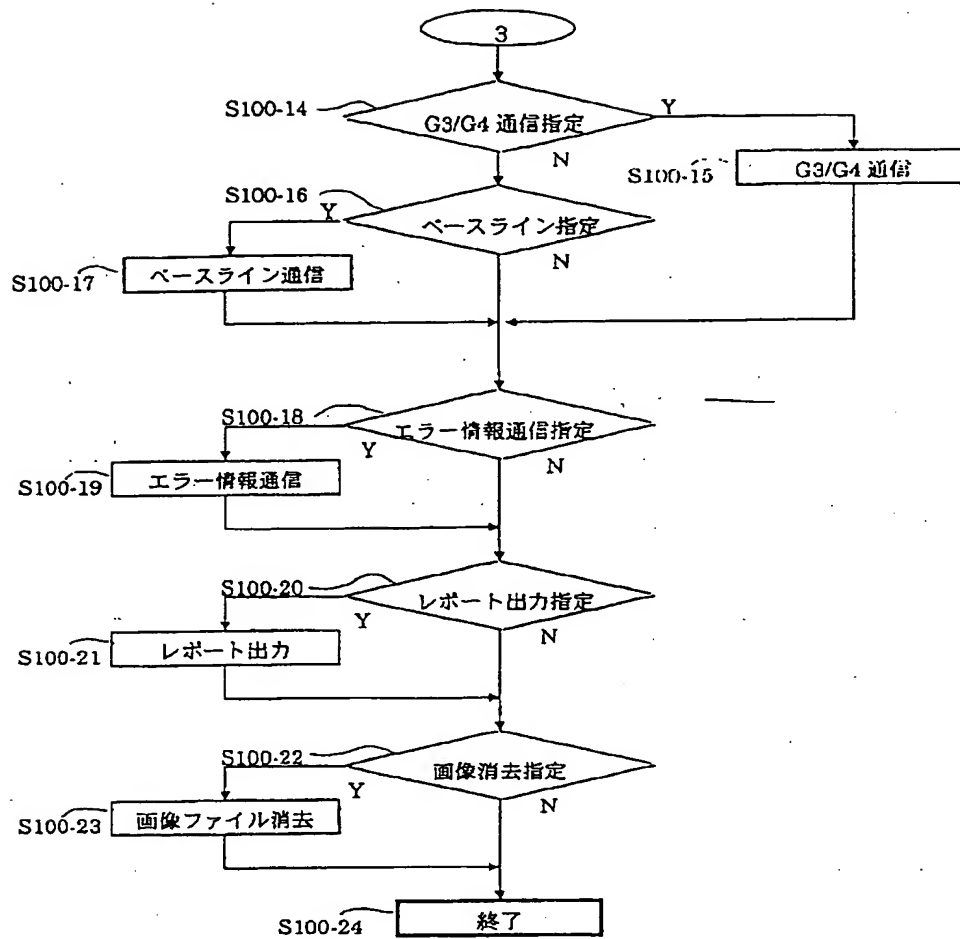 3
S100-14
G3/G4 通信指定
Y
N
S100-15
G3/G4 通信
S100-16
Y
ベースライン指定
N
S100-17
ベースライン通信
S100-18
エラー情報通信指定
Y
N
S100-19
エラー情報通信
S100-20
レポート出力指定
Y
N
S100-21
レポート出力
S100-22
画像消去指定
Y
N
S100-23
画像ファイル消去
S100-24
終了